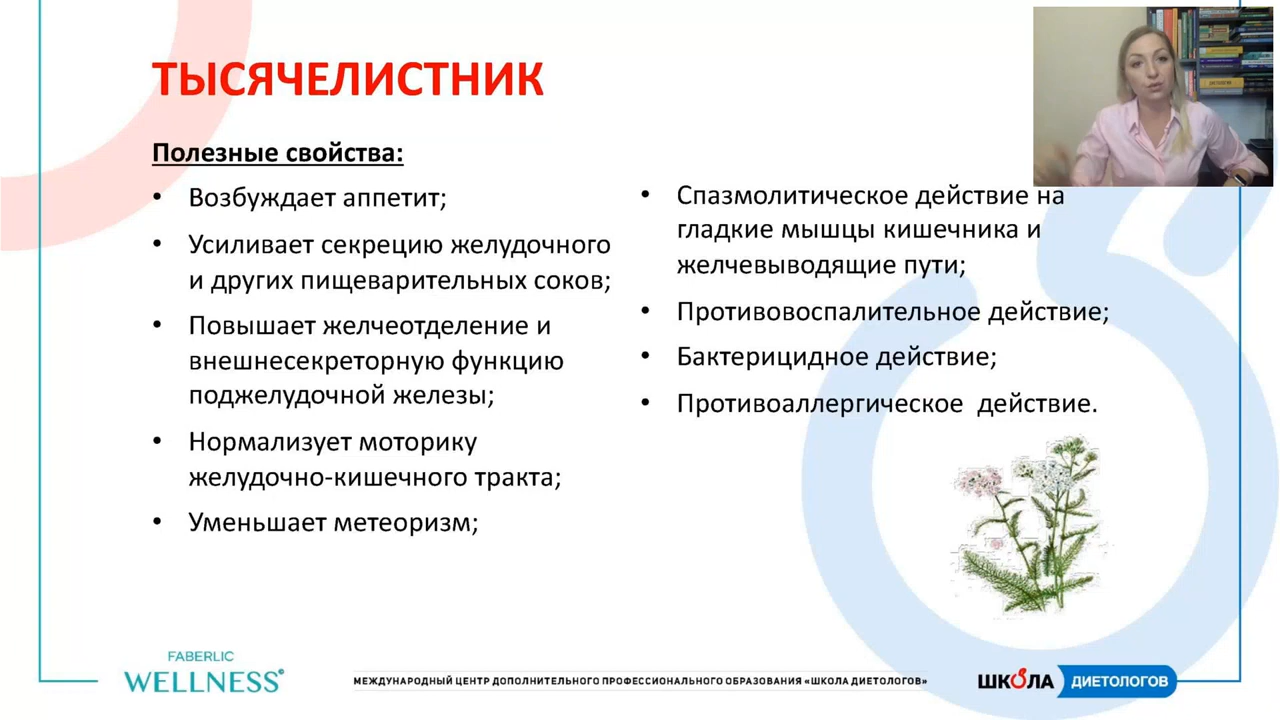 ТЫСЯЧЕЛИСТНИК
Полезные свойства:
• Возбуждает аппетит;
• Усиливает секрецию желудочного
и других пищеварительных соков;
• Повышает желчеотделение и
внешнесекреторную функцию
поджелудочной железы;
• Нормализует моторику
желудочно-кишечного тракта;
• Уменьшает метеоризм;
• Спазмолитическое действие на
гладкие мышцы кишечника и
желчевыводящие пути;
• Противовоспалительное действие;
• Бактерицидное действие;
• Противоаллергическое действие.
FABERLIC
WELLNESS
МЕЖДУНАРОДНЫЙ ЦЕНТР ДОПОЛНИТЕЛЬНОГО ПРОФЕССИОНАЛЬНОГО ОБРАЗОВАНИЯ «ШКОЛА ДИЕТОЛОГОВ»
ШКОЛА ДИЕТОЛОГОВ